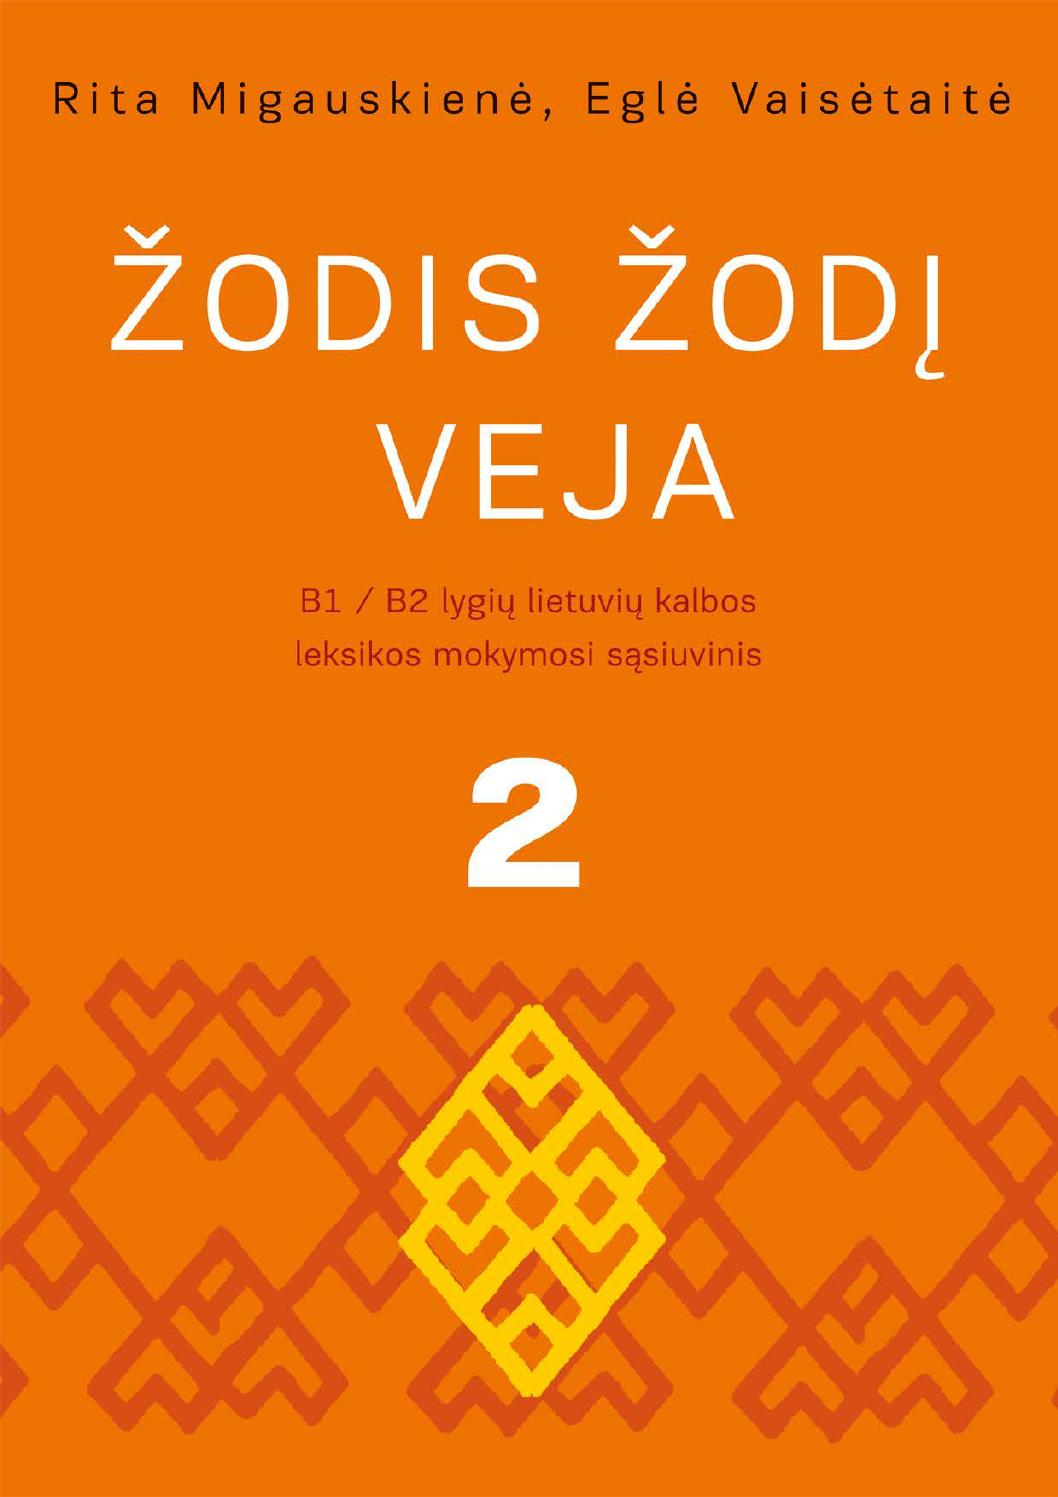 Rita Migauskienė, Eglė Vaisėtaitė
ŽODIS ŽODĮ
VEJA
B1 / B2 lygių lietuvių kalbos
leksikos mokymosi sąsiuvinis
2